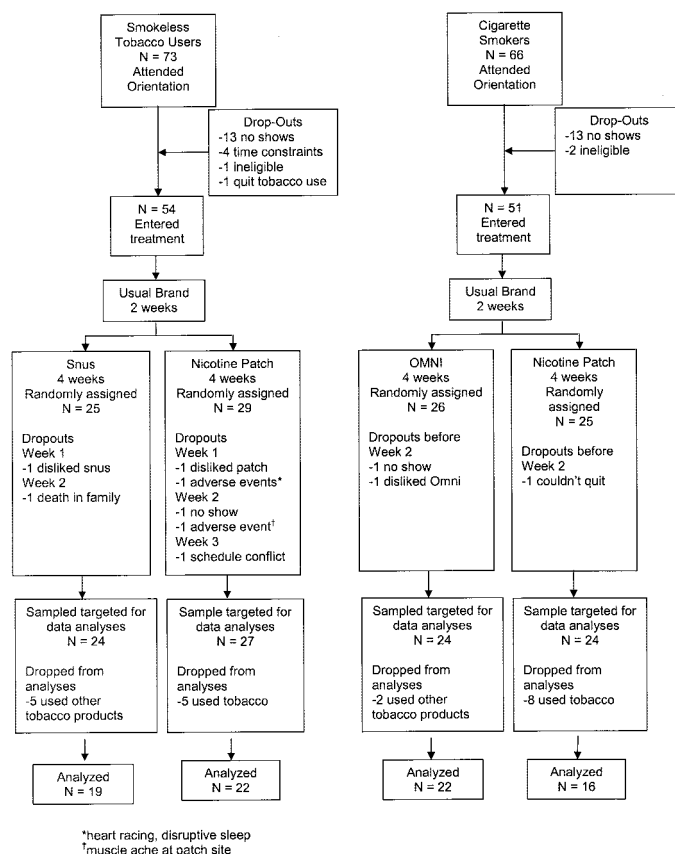 Smokeless
Tobacco Users
N = 73
Attended
Orientation
Drop-Outs
-13 no shows
-4 time constraints
-1 ineligible
-1 quit tobacco use
N = 54
Entered
treatment
Usual Brand
2 weeks
Snus
4 weeks
Randomly assigned
N = 25
Dropouts
Week 1
-1 disliked snus
Week 2
-1 death in family
Nicotine Patch
4 weeks
Randomly assigned
N = 29
Dropouts
Week 1
-1 disliked patch
-1 adverse events*
Week 2
-1 no show
-1 adverse event†
Week 3
-1 schedule conflict
Sampled targeted for
data analyses
N = 24
Dropped from
analyses
-5 used other
tobacco products
Sample targeted for
data analyses
N = 27
Dropped from
analyses
-5 used tobacco
Analyzed
N = 19
Analyzed
N = 22
Cigarette
Smokers
N = 66
Attended
Orientation
Drop-Outs
-13 no shows
-2 ineligible
N = 51
Entered
treatment
Usual Brand
2 weeks
OMNI
4 weeks
Randomly assigned
N = 26
Dropouts before
Week 2
-1 no show
-1 disliked Omni
Nicotine Patch
4 weeks
Randomly
assigned
N = 25
Dropouts before
Week 2
-1 couldn't quit
Sampled targeted for
data analyses
N = 24
Dropped from
analyses
-2 used other
tobacco products
Sample targeted for
data analyses
N = 24
Dropped from
analyses
-8 used tobacco
Analyzed
N = 22
Analyzed
N = 16
*heart racing, disruptive sleep
†muscle ache at patch site